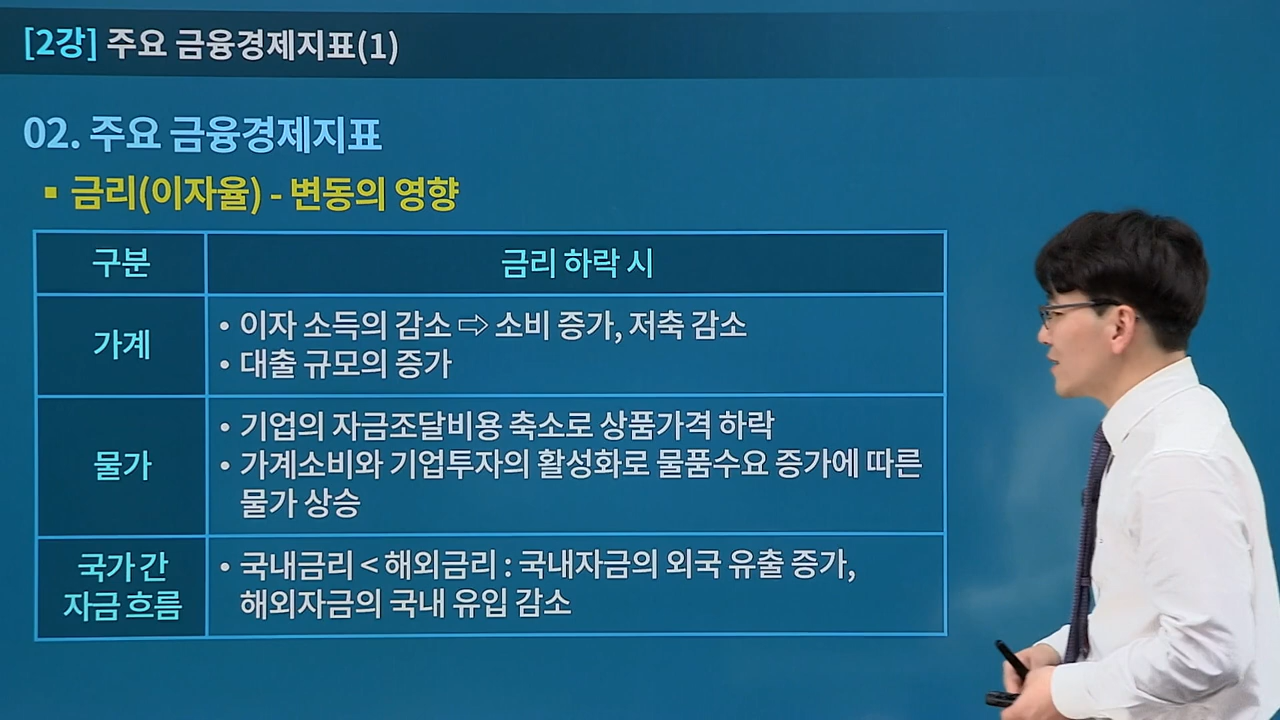 [2강] 주요 금융경제지표(1)
02. 주요 금융경제지표
▪ 금리(이자율) - 변동의 영향
구분
금리 하락 시
가계
• 이자 소득의 감소 ⇨ 소비 증가, 저축 감소
• 대출 규모의 증가
물가
• 기업의 자금조달비용 축소로 상품가격 하락
• 가계소비와 기업투자의 활성화로 물품수요 증가에 따른
물가 상승
국가 간
자금 흐름
• 국내금리 < 해외금리 : 국내자금의 외국 유출 증가,
해외자금의 국내 유입 감소